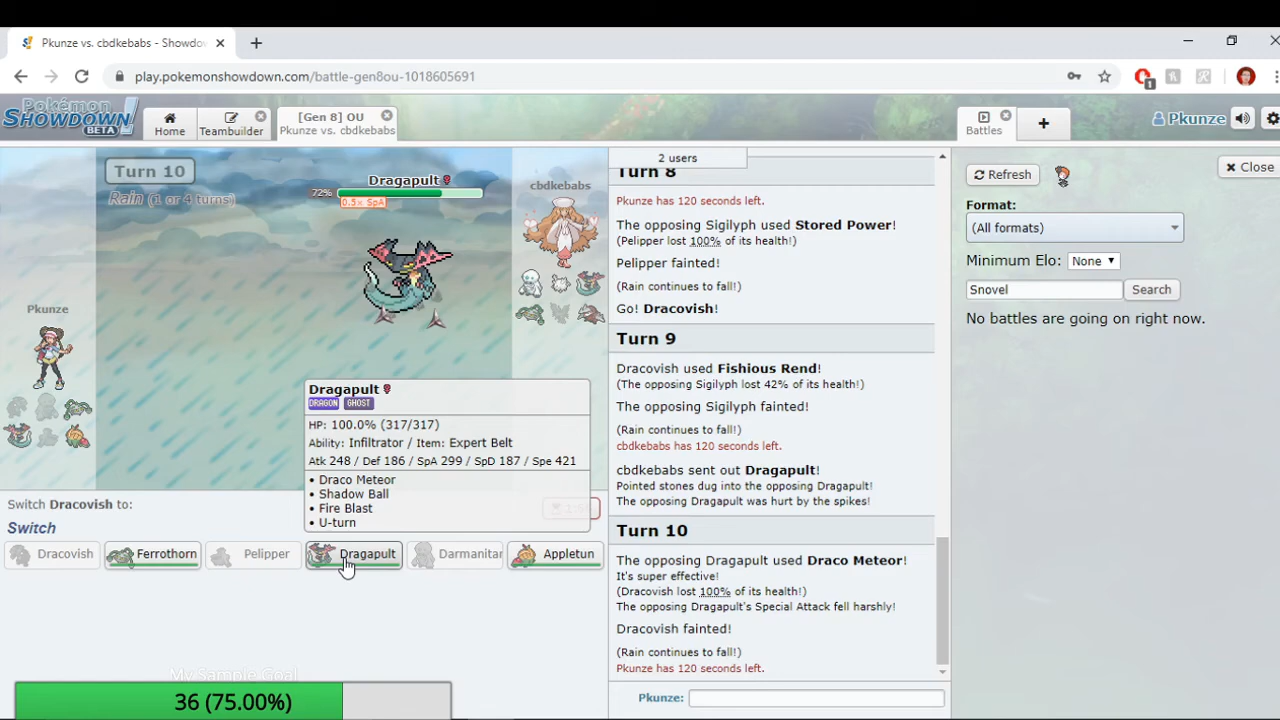 Pkunze vs. cbdkebabs - Showdo
play.pokemonshowdown.com/battle-gen8ou-1018605691
1
Pokémon
SHOWDOWN!
BETA
Home
Teambuilder
[Gen 8] OU
Pkunze vs. cbdkebabs
Battles
Pkunze
Turn 10
Rain (1 or 4 turns)
Dragapult
72%
0.5x SpA
cbdkebabs
Pkunze
Dragapult
DRAGON GHOST
HP: 100.0% (317/317)
Ability: Infiltrator / Item: Expert Belt
Atk 248 / Def 186 / SpA 299 / SpD 187 / Spe 421
• Draco Meteor
• Shadow Ball
• Fire Blast
• U-turn
Switch Dracovish to:
Switch
Dracovish
Ferrothorn
Pelipper
Dragapult
Darmanitar
Appletun
My Sample Goal
36 (75.00%)
2 users
Turn 8
Pkunze has 120 seconds left.
The opposing Sigilyph used Stored Power!
(Pelipper lost 100% of its health!)
Pelipper fainted!
(Rain continues to fall!)
Go! Dracovish!
Turn 9
Dracovish used Fishious Rend!
(The opposing Sigilyph lost 42% of its health!)
The opposing Sigilyph fainted!
(Rain continues to fall!)
cbdkebabs has 120 seconds left.
cbdkebabs sent out Dragapult!
Pointed stones dug into the opposing Dragapult!
The opposing Dragapult was hurt by the spikes!
Turn 10
The opposing Dragapult used Draco Meteor!
It's super effective!
(Dracovish lost 100% of its health!)
The opposing Dragapult's Special Attack fell harshly!
Dracovish fainted!
(Rain continues to fall!)
Pkunze has 120 seconds left.
Pkunze:
Refresh
Close
Format:
(All formats)
Minimum Elo: None
Snovel
Search
No battles are going on right now.